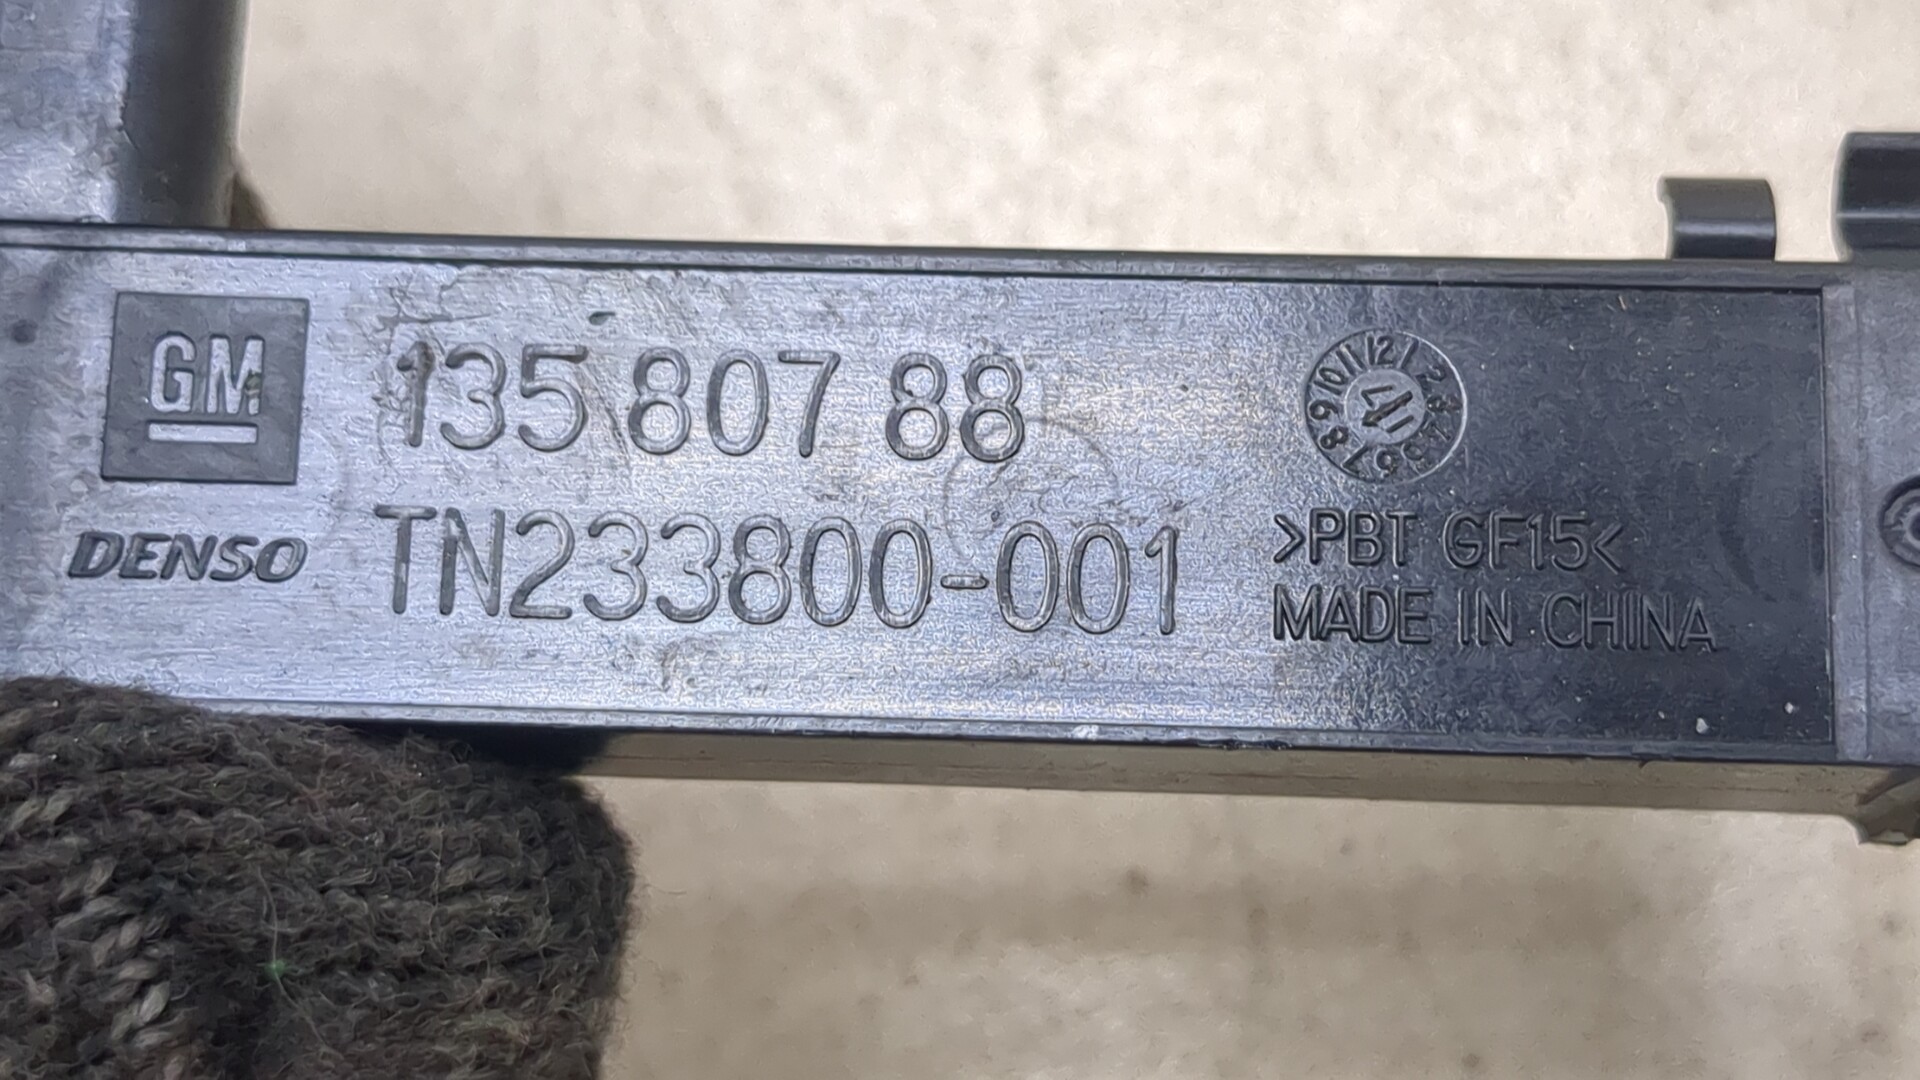 GM
135 807 88
DENSO
TN233800-001
>PBT GF15<
MADE IN CHINA